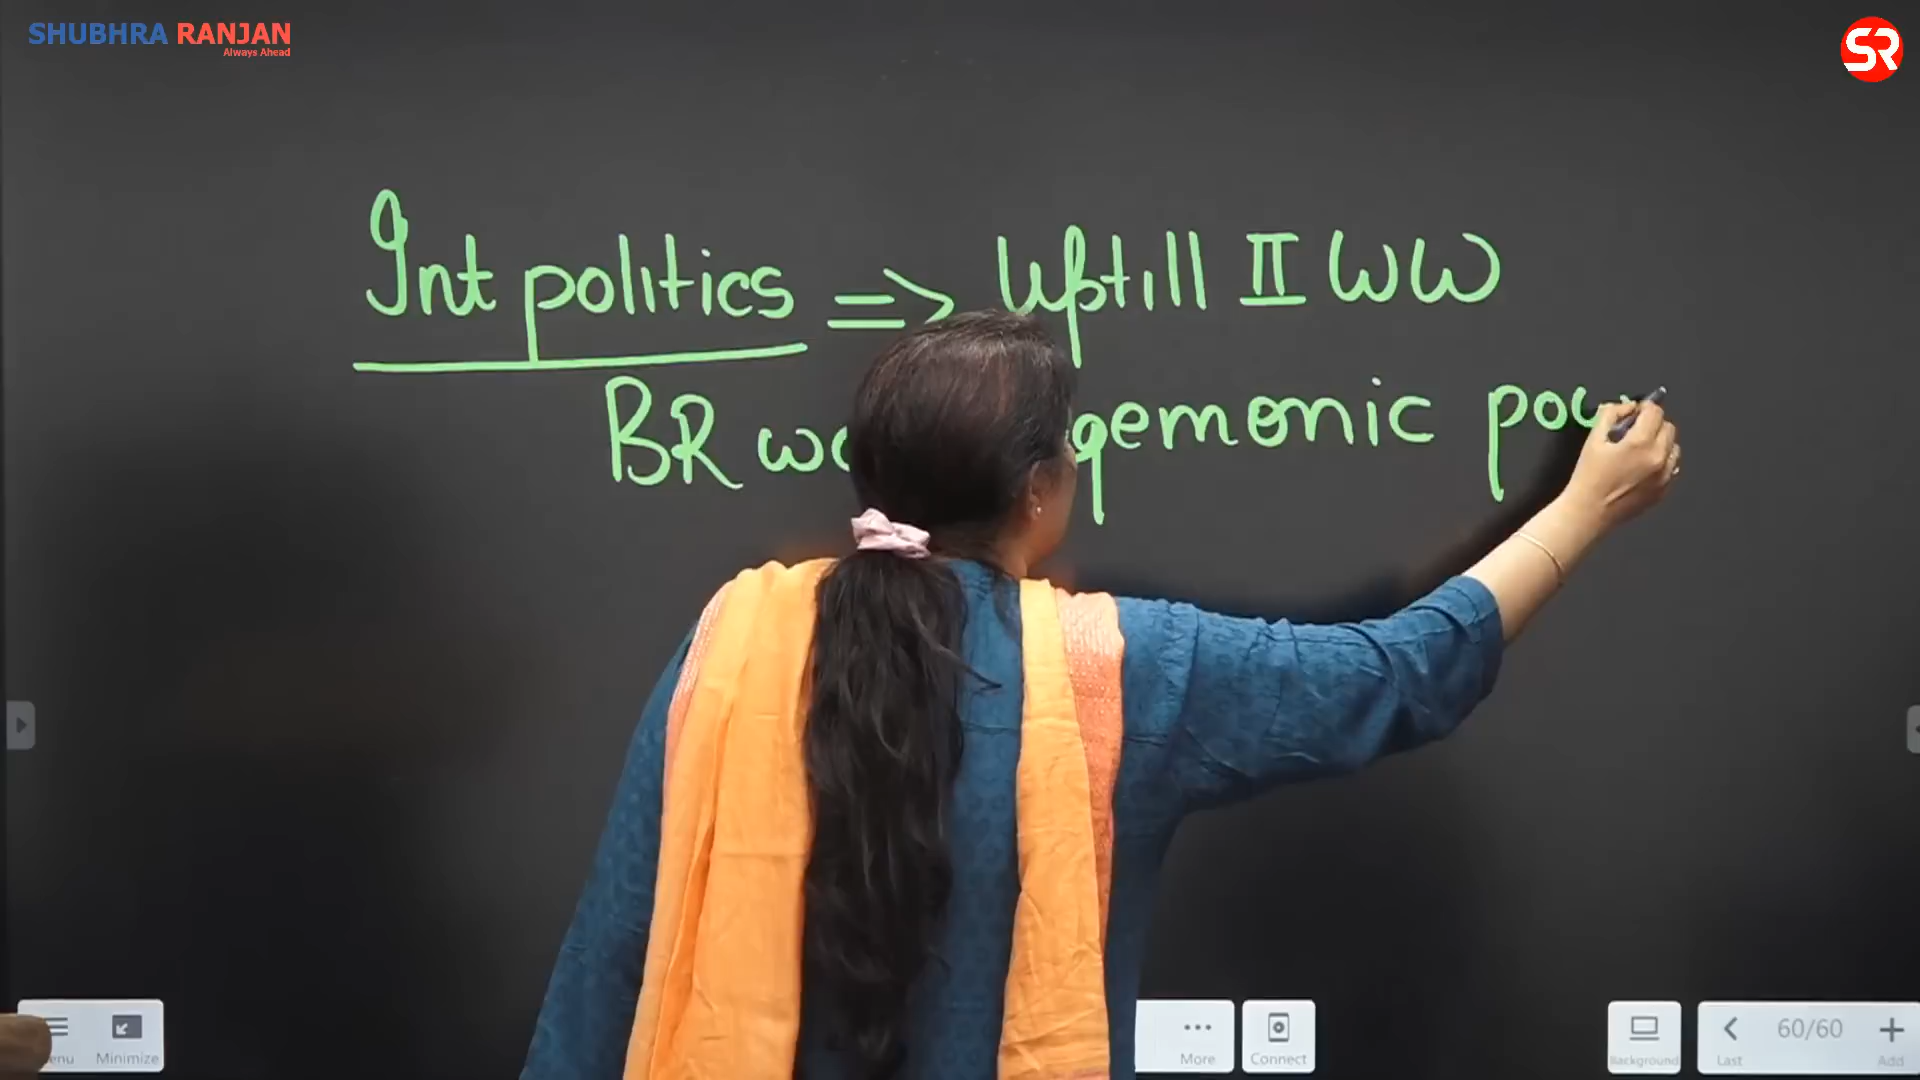 SHUBHRA RANJAN
Always Ahead
SR
Int politics => Uptill II WW
BR
Menu Minimize
More
Connect
Background
60/60
Last
Add